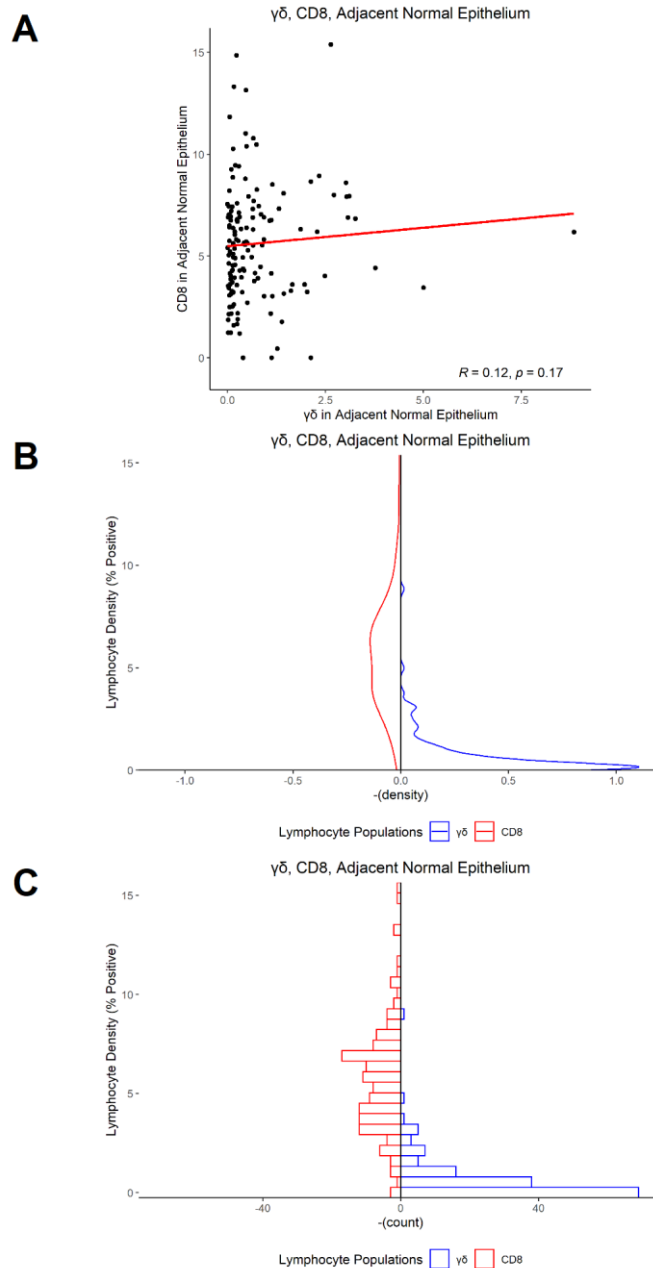 A
γδ, CD8, Adjacent Normal Epithelium
15
10
5
0
CD8 in Adjacent Normal Epithelium
R = 0.12, p = 0.17
0.0 2.5 5.0 7.5
γδ in Adjacent Normal Epithelium
B
γδ, CD8, Adjacent Normal Epithelium
15
10
5
0
Lymphocyte Density (% Positive)
-1.0 -0.5 0.0 0.5 1.0
-(density)
Lymphocyte Populations γδ CD8
C
γδ, CD8, Adjacent Normal Epithelium
15
10
5
0
Lymphocyte Density (% Positive)
-40 0 40
-(count)
Lymphocyte Populations γδ CD8